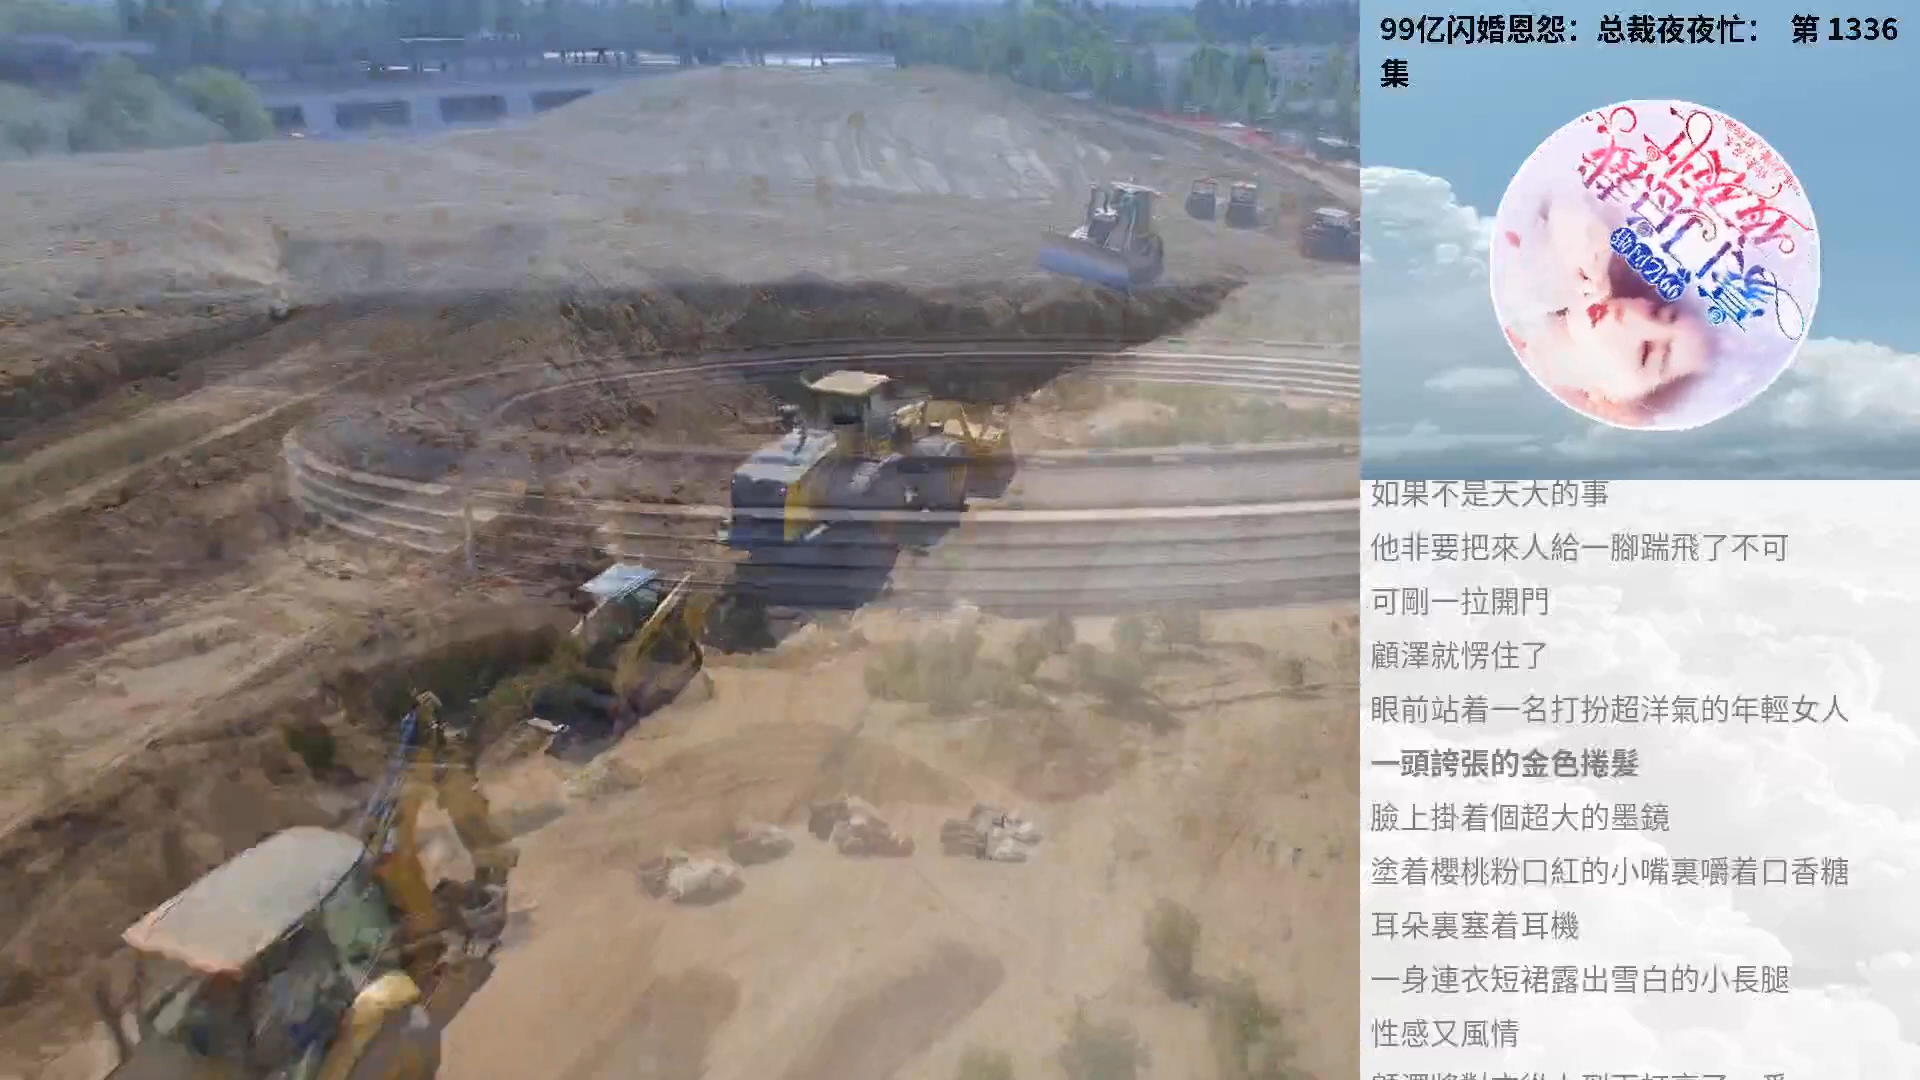 99亿闪婚恩怨：总裁夜夜忙： 第 1336
集
如果不是天大的事
他非要把來人給一腳踹飛了不可
可剛一拉開門
顧澤就愣住了
眼前站着一名打扮超洋氣的年輕女人
一頭誇張的金色捲髮
臉上掛着個超大的墨鏡
塗着櫻桃粉口紅的小嘴裏嚼着口香糖
耳朵裏塞着耳機
一身連衣短裙露出雪白的小長腿
性感又風情